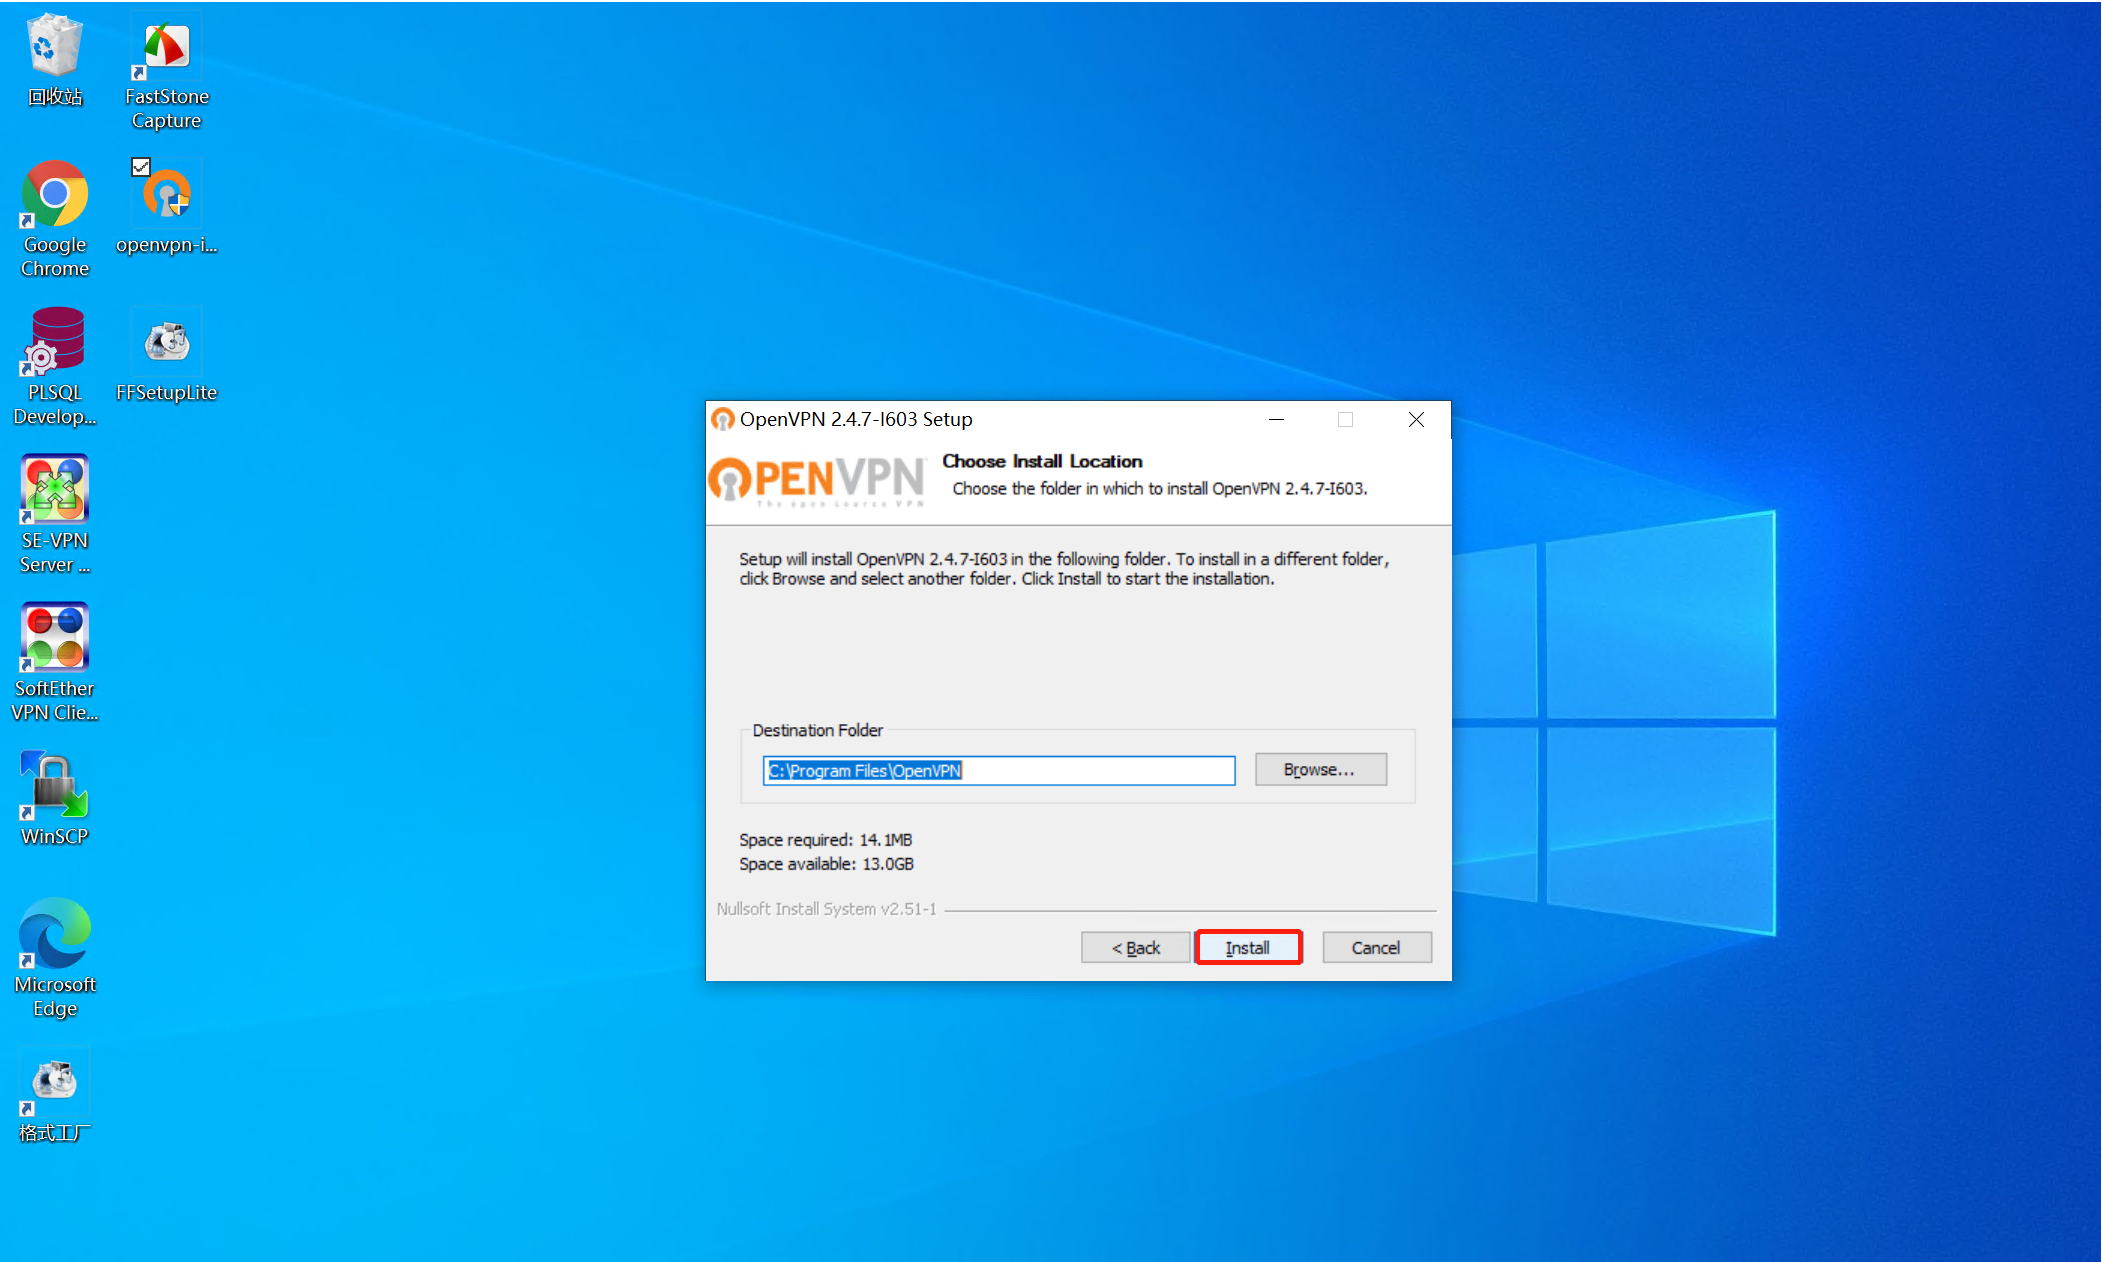 回收站
FastStone
Capture
Google
Chrome
openvpn-i...
PLSQL
Develop...
FFSetupLite
SE-VPN
Server ...
SoftEther
VPN Clie...
WinSCP
Microsoft
Edge
格式工厂
OpenVPN 2.4.7-I603 Setup
OPENVPN
The open source VPN
Choose Install Location
Choose the folder in which to install OpenVPN 2.4.7-I603.
Setup will install OpenVPN 2.4.7-I603 in the following folder. To install in a different folder,
click Browse and select another folder. Click Install to start the installation.
Destination Folder
C:\Program Files\OpenVPN
Browse...
Space required: 14.1MB
Space available: 13.0GB
Nullsoft Install System v2.51-1
< Back
Install
Cancel